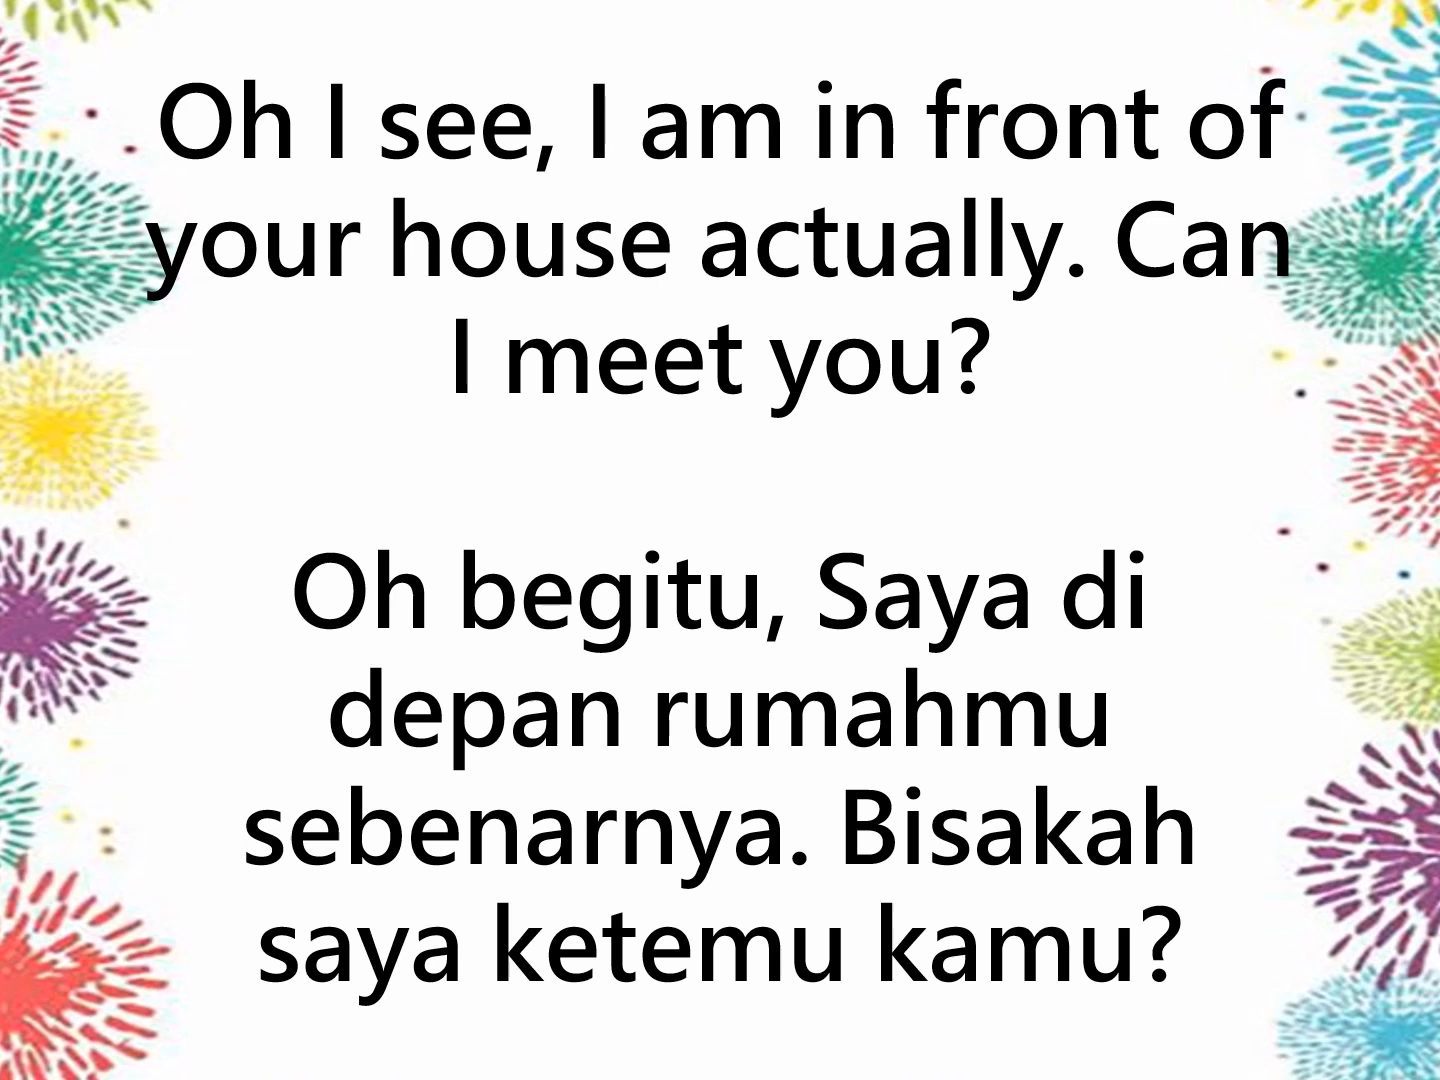 Oh I see, I am in front of
your house actually. Can
I meet you?
Oh begitu, Saya di
depan rumahmu
sebenarnya. Bisakah
saya ketemu kamu?